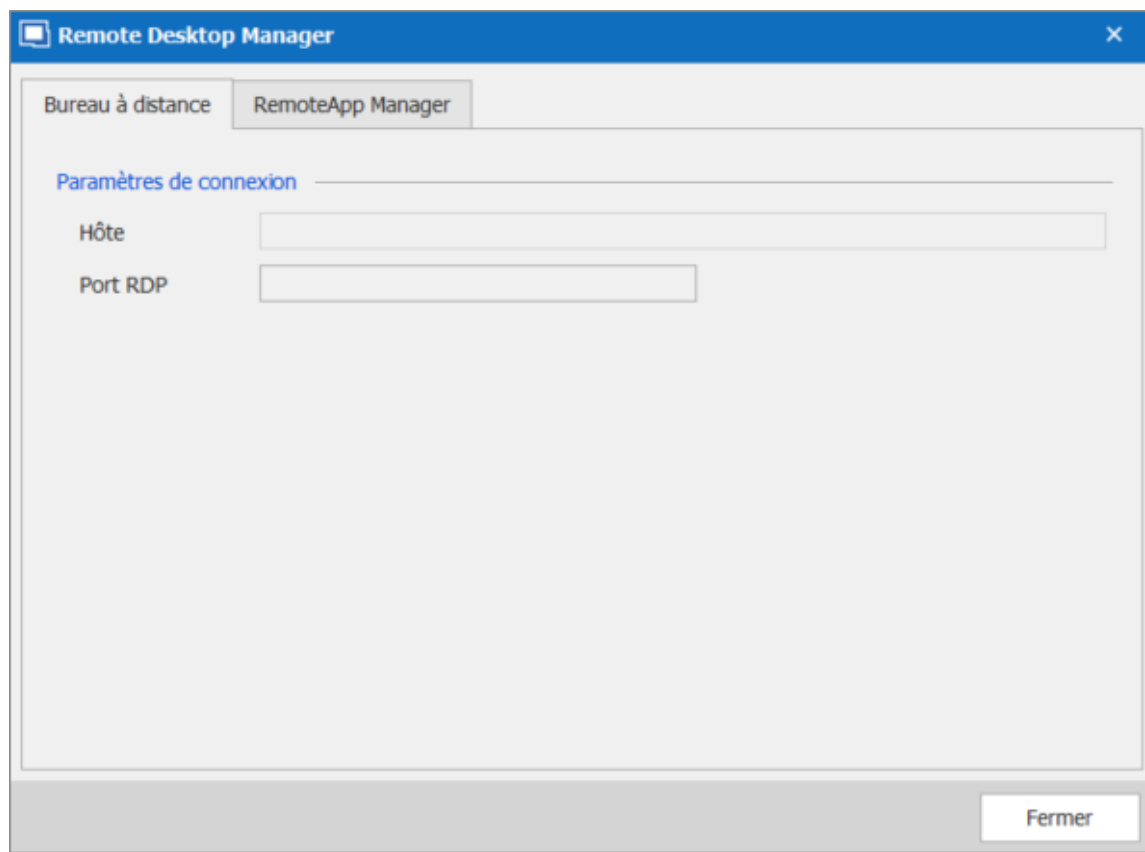 Remote Desktop Manager
Bureau à distance
RemoteApp Manager
Paramètres de connexion
Hôte
Port RDP
Fermer